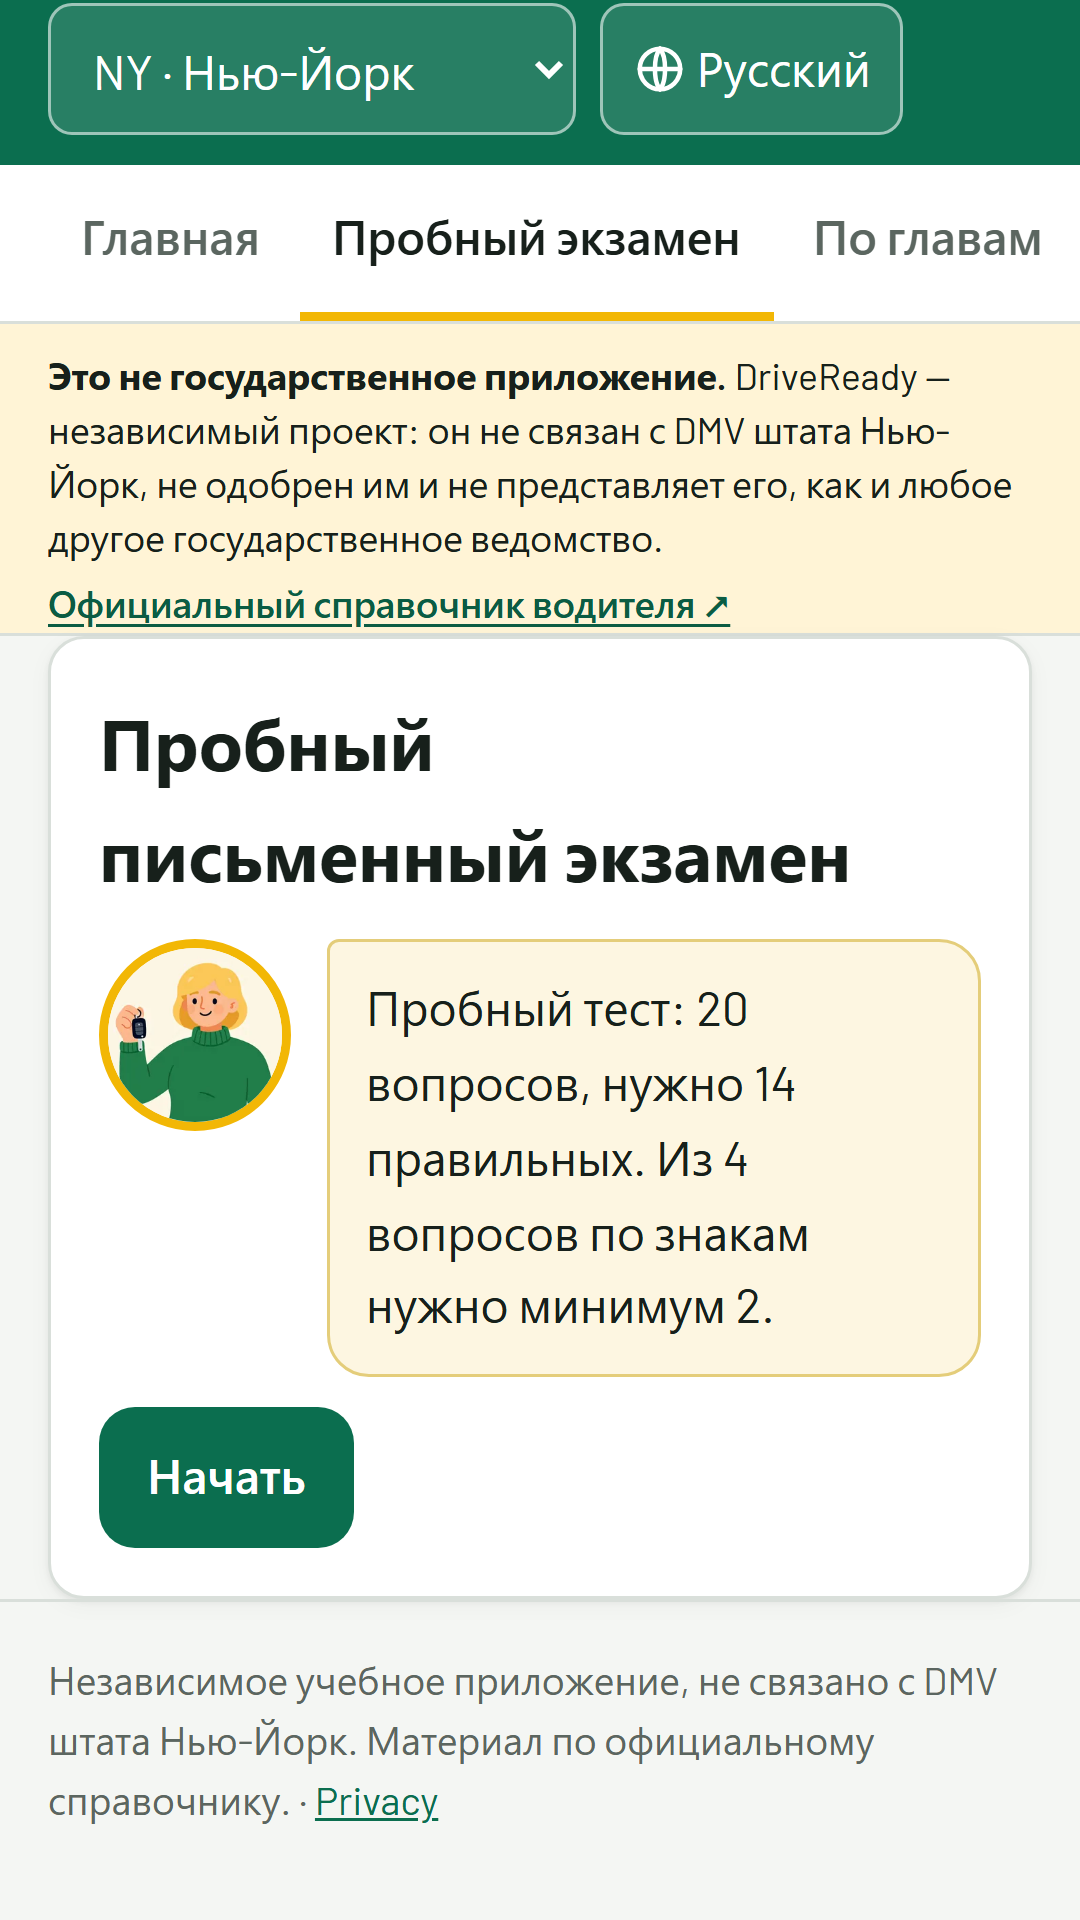 NY · Нью-Йорк
Русский
Главная
Пробный экзамен
По главам
Это не государственное приложение. DriveReady —
независимый проект: он не связан с DMV штата Нью-
Йорк, не одобрен им и не представляет его, как и любое
другое государственное ведомство.
Официальный справочник водителя ↗
Пробный
письменный экзамен
Пробный тест: 20
вопросов, нужно 14
правильных. Из 4
вопросов по знакам
нужно минимум 2.
Начать
Независимое учебное приложение, не связано с DMV
штата Нью-Йорк. Материал по официальному
справочнику. · Privacy